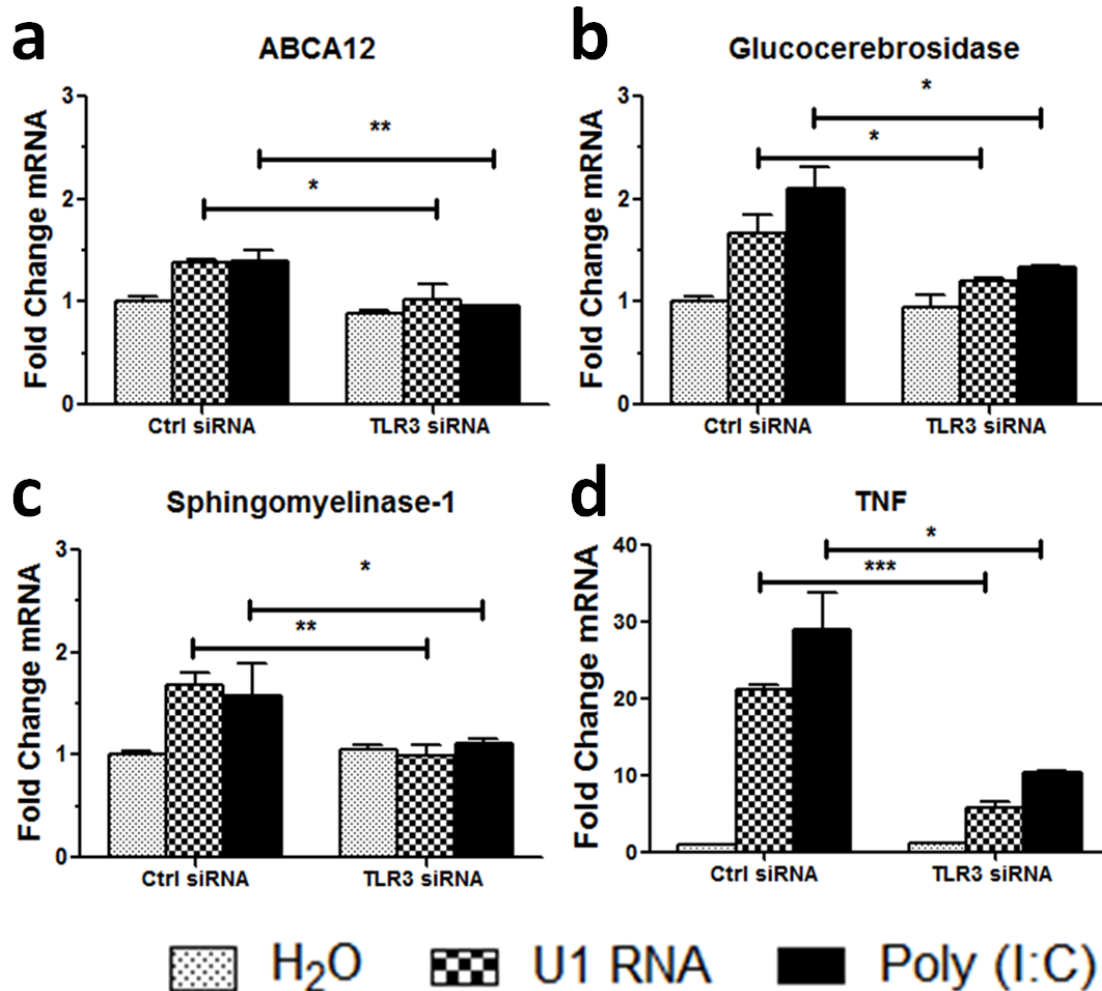 a
ABCA12
Fold Change mRNA
3
2
1
0
**
*
Ctrl siRNA TLR3 siRNA
b
Glucocerebrosidase
Fold Change mRNA
3
2
1
0
*
*
Ctrl siRNA TLR3 siRNA
c
Sphingomyelinase-1
Fold Change mRNA
3
2
1
0
*
**
Ctrl siRNA TLR3 siRNA
d
TNF
Fold Change mRNA
40
30
20
10
0
*
***
Ctrl siRNA TLR3 siRNA
H₂O U1 RNA Poly (I:C)